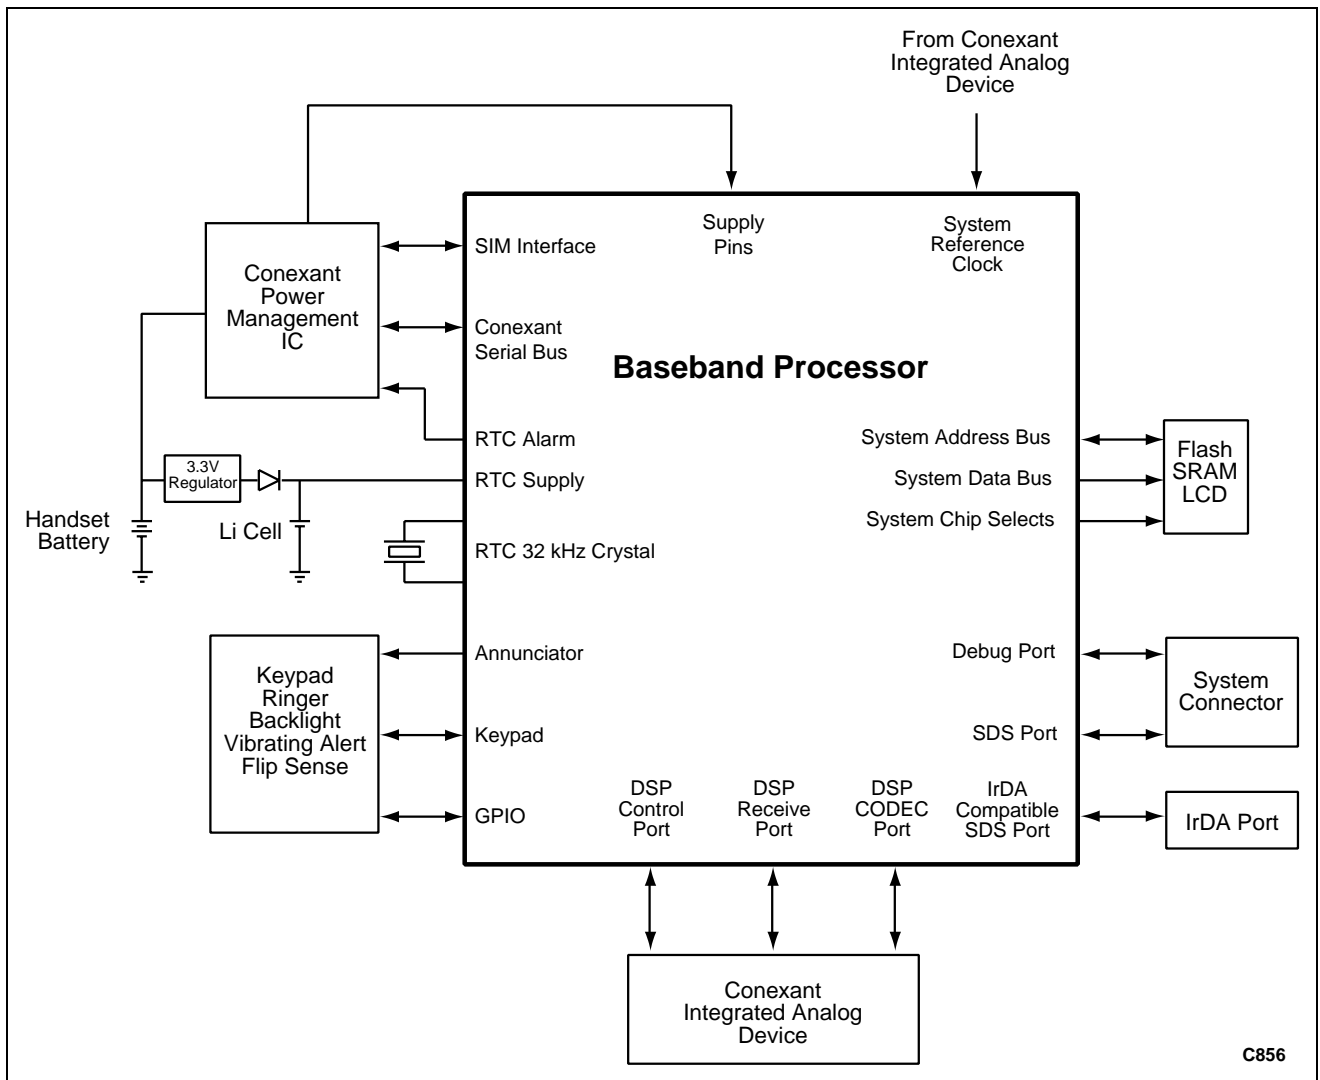 From Conexant
Integrated Analog
Device
Supply
Pins
System
Reference
Clock
Conexant
Power
Management
IC
SIM Interface
Conexant
Serial Bus
Baseband Processor
RTC Alarm
RTC Supply
RTC 32 kHz Crystal
3.3V
Regulator
Handset
Battery
Li Cell
System Address Bus
System Data Bus
System Chip Selects
Flash
SRAM
LCD
Keypad
Ringer
Backlight
Vibrating Alert
Flip Sense
Annunciator
Keypad
GPIO
Debug Port
SDS Port
System
Connector
DSP
Control
Port
DSP
Receive
Port
DSP
CODEC
Port
IrDA
Compatible
SDS Port
IrDA Port
Conexant
Integrated Analog
Device
C856